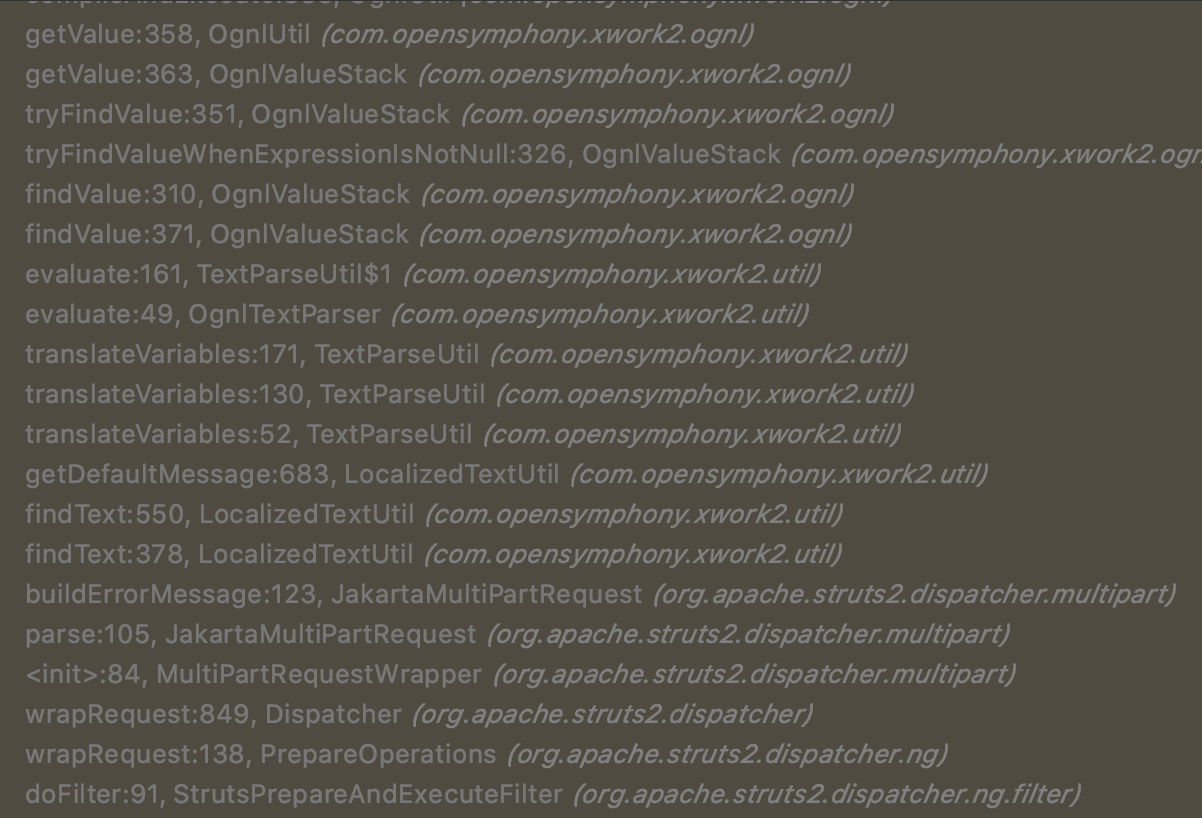 getValue:358, OgnlUtil (com.opensymphony.xwork2.ognl)
getValue:363, OgnlValueStack (com.opensymphony.xwork2.ognl)
tryFindValue:351, OgnlValueStack (com.opensymphony.xwork2.ognl)
tryFindValueWhenExpressionIsNotNull:326, OgnlValueStack (com.opensymphony.xwork2.ogn
findValue:310, OgnlValueStack (com.opensymphony.xwork2.ognl)
findValue:371, OgnlValueStack (com.opensymphony.xwork2.ognl)
evaluate:161, TextParseUtil$1 (com.opensymphony.xwork2.util)
evaluate:49, OgnlTextParser (com.opensymphony.xwork2.util)
translateVariables:171, TextParseUtil (com.opensymphony.xwork2.util)
translateVariables:130, TextParseUtil (com.opensymphony.xwork2.util)
translateVariables:52, TextParseUtil (com.opensymphony.xwork2.util)
getDefaultMessage:683, LocalizedTextUtil (com.opensymphony.xwork2.util)
findText:550, LocalizedTextUtil (com.opensymphony.xwork2.util)
findText:378, LocalizedTextUtil (com.opensymphony.xwork2.util)
buildErrorMessage:123, JakartaMultiPartRequest (org.apache.struts2.dispatcher.multipart)
parse:105, JakartaMultiPartRequest (org.apache.struts2.dispatcher.multipart)
<init>:84, MultiPartRequestWrapper (org.apache.struts2.dispatcher.multipart)
wrapRequest:849, Dispatcher (org.apache.struts2.dispatcher)
wrapRequest:138, PrepareOperations (org.apache.struts2.dispatcher.ng)
doFilter:91, StrutsPrepareAndExecuteFilter (org.apache.struts2.dispatcher.ng.filter)